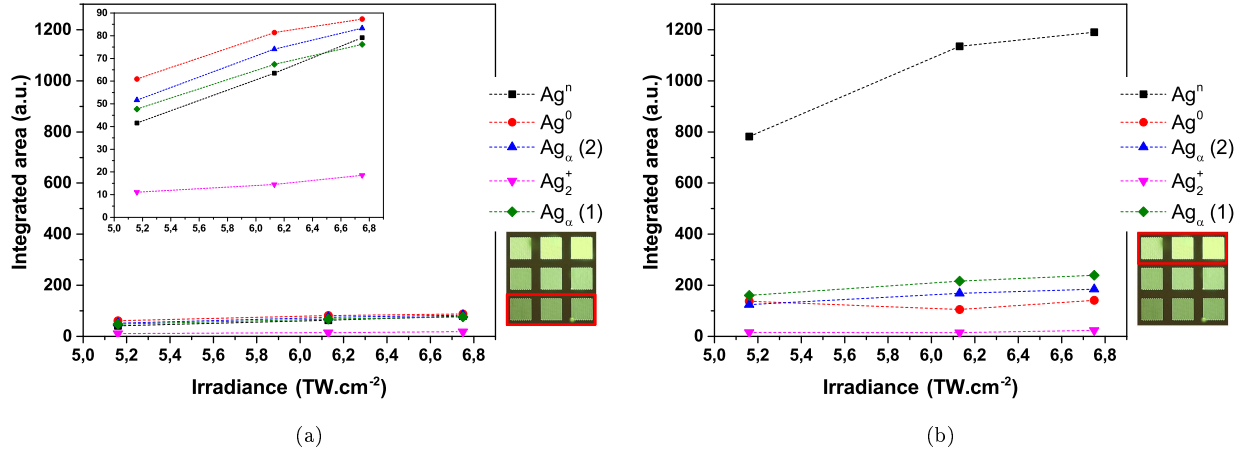 1200
1000
800
600
400
200
0
Integrated area (a.u.)
90
80
70
60
50
40
30
20
10
0
5,0 5,2 5,4 5,6 5,8 6,0 6,2 6,4 6,6 6,8
Agⁿ
Ag⁰
Ag_α (2)
Ag₂⁺
Ag_α (1)
5,0 5,2 5,4 5,6 5,8 6,0 6,2 6,4 6,6 6,8
Irradiance (TW.cm⁻²)
(a)
1200
1000
800
600
400
200
0
Integrated area (a.u.)
Agⁿ
Ag⁰
Ag_α (2)
Ag₂⁺
Ag_α (1)
5,0 5,2 5,4 5,6 5,8 6,0 6,2 6,4 6,6 6,8
Irradiance (TW.cm⁻²)
(b)